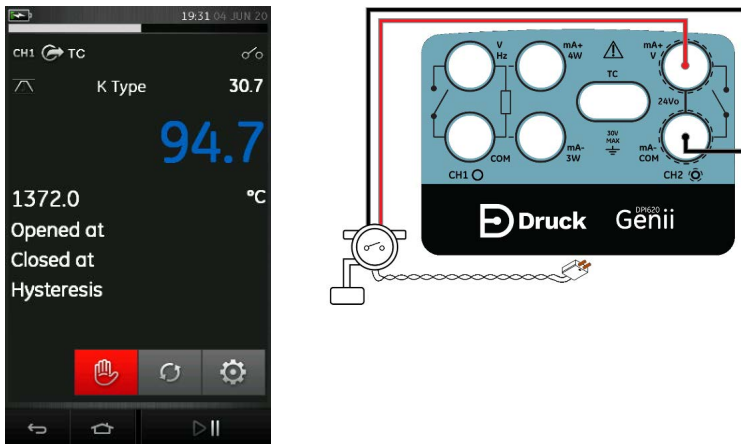 19:31 04 JUN 20
CH1 TC
K Type 30.7
94.7
1372.0 °C
Opened at
Closed at
Hysteresis
V
Hz
mA+
4W
TC
mA+
V
24Vo
30V
MAX
COM
mA-
3W
mA-
COM
CH1
CH2
Druck
DPI620
Genii